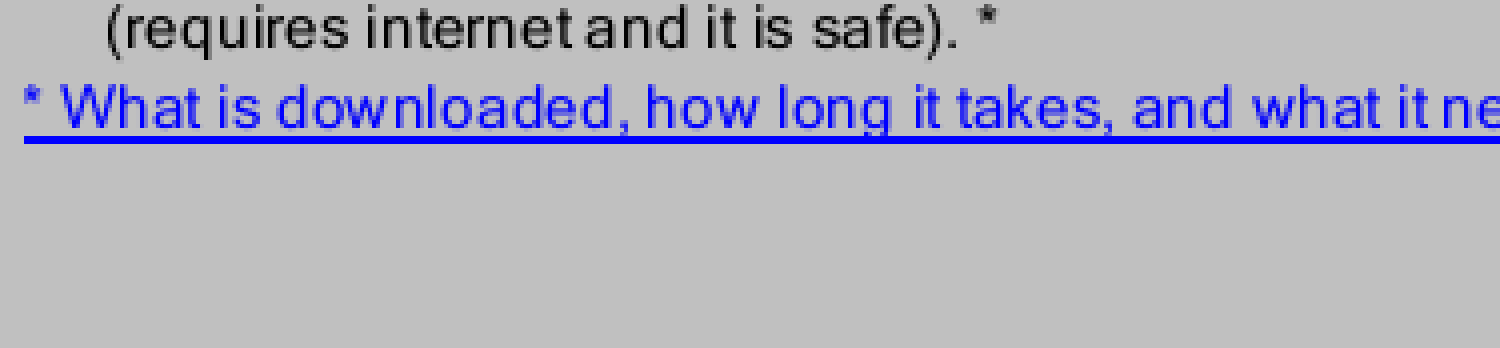 (requires internet and it is safe). *
* What is downloaded, how long it takes, and what it